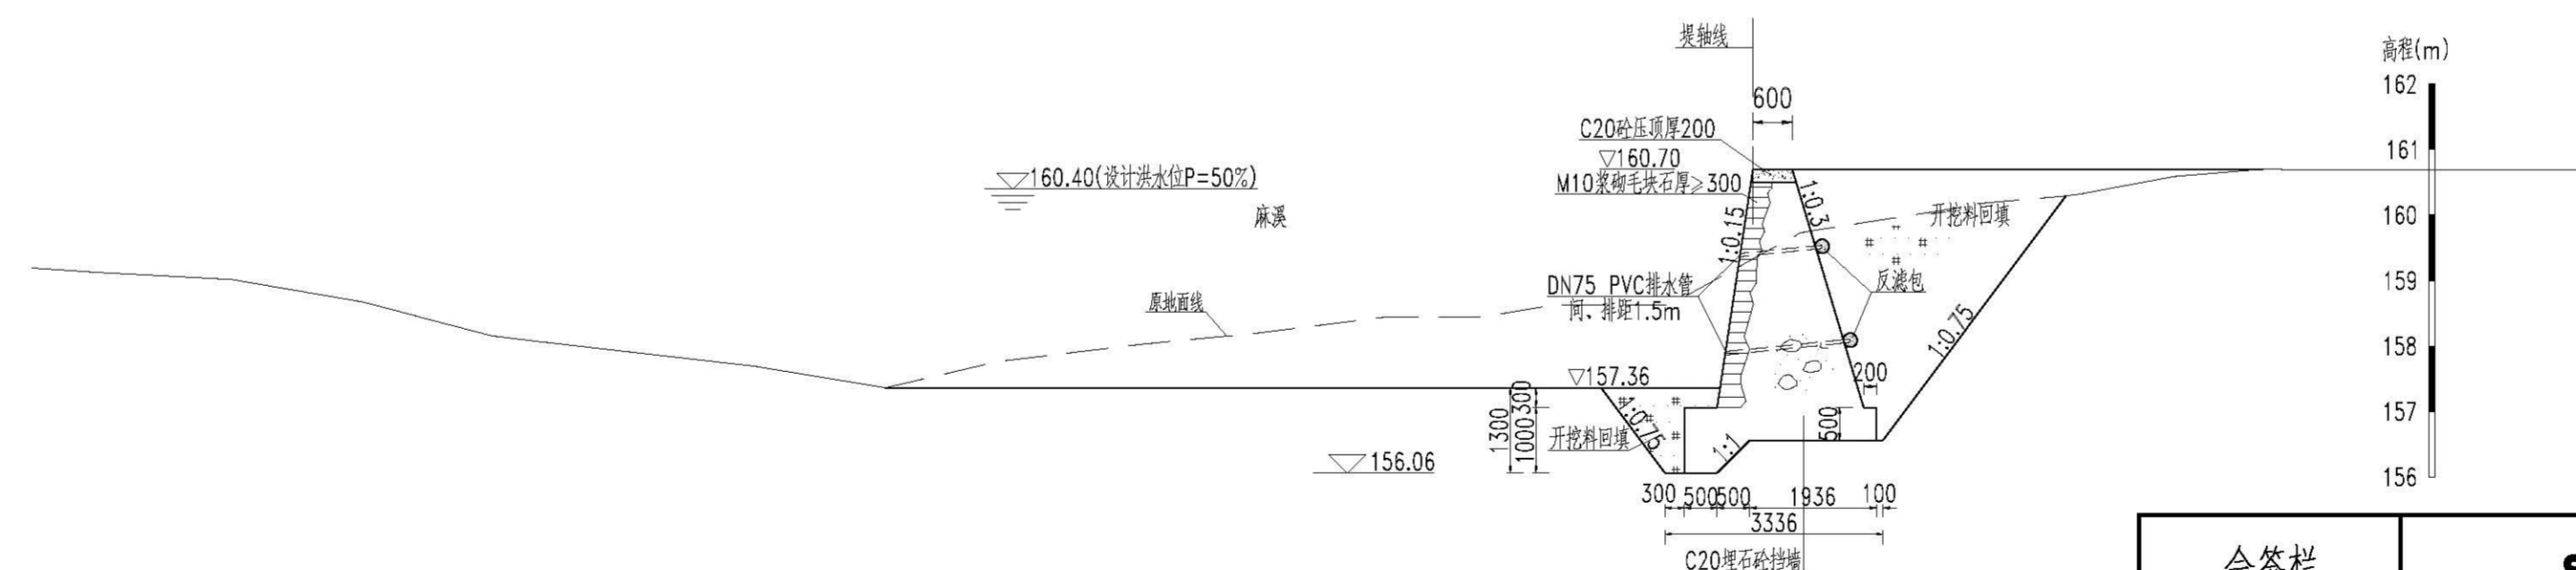 堤轴线
高程(m)
162
161
160
159
158
157
156
600
C20砼压顶厚200
▽160.70
M10浆砌毛块石厚≥300
▽160.40(设计洪水位P=50%)
麻溪
1:0.15
1:0.3
开挖料回填
DN75 PVC排水管
间、排距1.5m
反滤包
原地面线
1:0.75
200
▽157.36
1300
300
1000
1:0.75
开挖料回填
1:1
500
▽156.06
300
500
500
1936
100
3336
C20埋石砼挡墙
会签栏